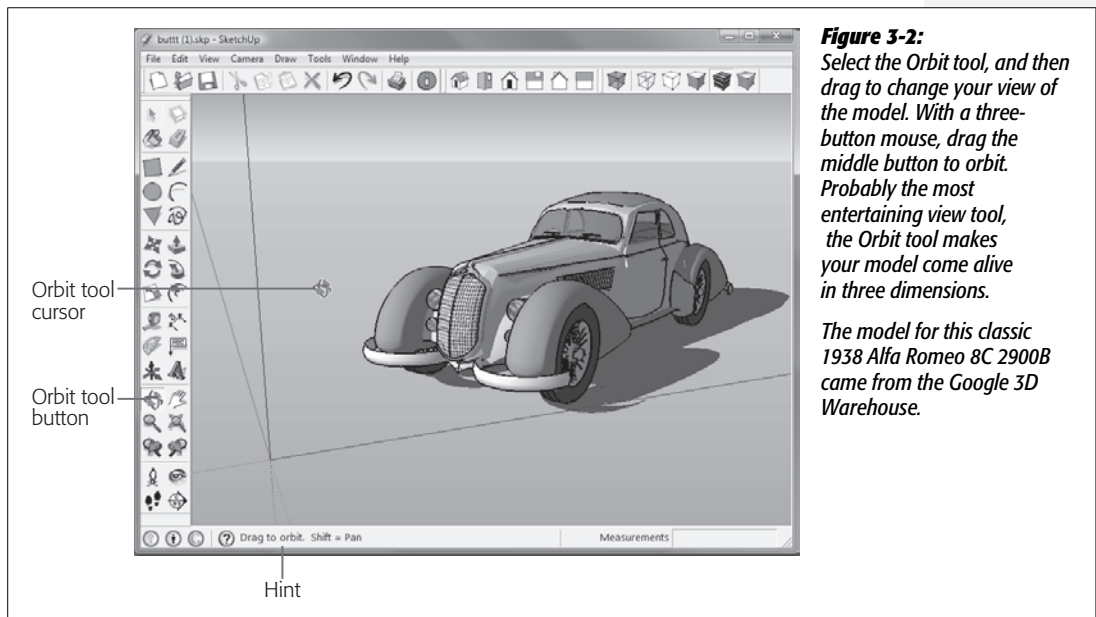 buttt (1).skp - SketchUp
File Edit View Camera Draw Tools Window Help
Orbit tool
cursor
Orbit tool
button
Drag to orbit. Shift = Pan
Measurements
Hint
Figure 3-2:
Select the Orbit tool, and then
drag to change your view of
the model. With a three-
button mouse, drag the
middle button to orbit.
Probably the most
entertaining view tool,
the Orbit tool makes
your model come alive
in three dimensions.
The model for this classic
1938 Alfa Romeo 8C 2900B
came from the Google 3D
Warehouse.